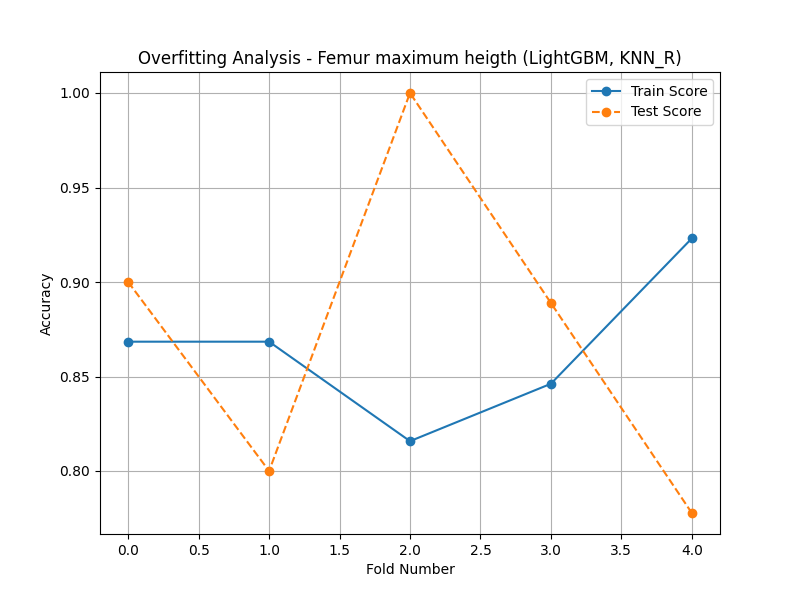 Overfitting Analysis - Femur maximum heigth (LightGBM, KNN_R)
Train Score
Test Score
1.00
0.95
0.90
0.85
0.80
Accuracy
0.0 0.5 1.0 1.5 2.0 2.5 3.0 3.5 4.0
Fold Number